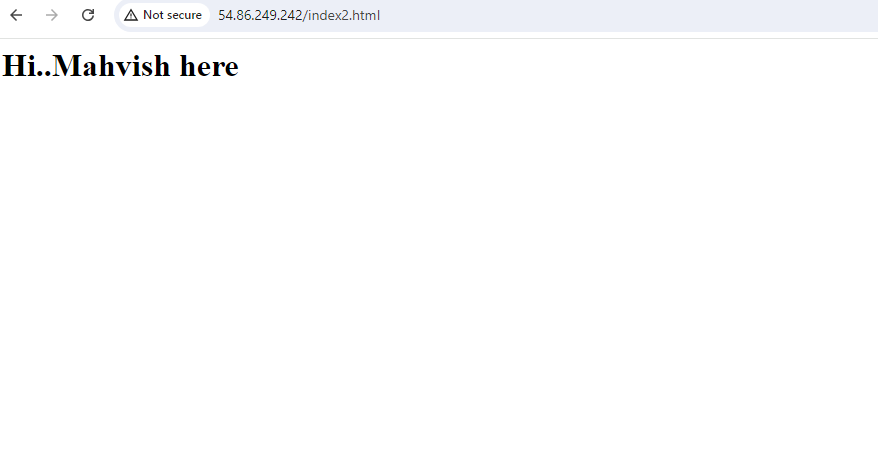 Not secure 54.86.249.242/index2.html
Hi..Mahvish here